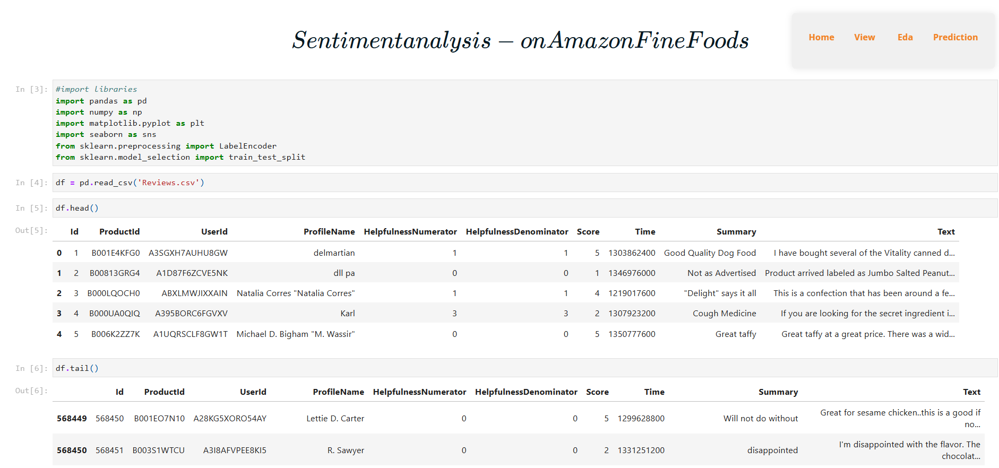 Sentimentanalysis − onAmazonFineFoods
Home View Eda Prediction
In [3]: #import libraries
import pandas as pd
import numpy as np
import matplotlib.pyplot as plt
import seaborn as sns
from sklearn.preprocessing import LabelEncoder
from sklearn.model_selection import train_test_split
In [4]: df = pd.read_csv('Reviews.csv')
In [5]: df.head()
Out[5]: Id ProductId UserId ProfileName HelpfulnessNumerator HelpfulnessDenominator Score Time Summary Text
0 1 B001E4KFG0 A3SGXH7AUHU8GW delmartian 1 1 5 1303862400 Good Quality Dog Food I have bought several of the Vitality canned d...
1 2 B00813GRG4 A1D87F6ZCVE5NK dll pa 0 0 1 1346976000 Not as Advertised Product arrived labeled as Jumbo Salted Peanut...
2 3 B000LQOCH0 ABXLMWJIXXAIN Natalia Corres "Natalia Corres" 1 1 4 1219017600 "Delight" says it all This is a confection that has been around a fe...
3 4 B000UA0QIQ A395BORC6FGVXV Karl 3 3 2 1307923200 Cough Medicine If you are looking for the secret ingredient i...
4 5 B006K2ZZ7K A1UQRSCLF8GW1T Michael D. Bigham "M. Wassir" 0 0 5 1350777600 Great taffy Great taffy at a great price. There was a wid...
In [6]: df.tail()
Out[6]: Id ProductId UserId ProfileName HelpfulnessNumerator HelpfulnessDenominator Score Time Summary Text
568449 568450 B001EO7N10 A28KG5XORO54AY Lettie D. Carter 0 0 5 1299628800 Will not do without Great for sesame chicken..this is a good if
no...
568450 568451 B003S1WTCU A3I8AFVPEE8KI5 R. Sawyer 0 0 2 1331251200 disappointed I'm disappointed with the flavor. The
chocolat...